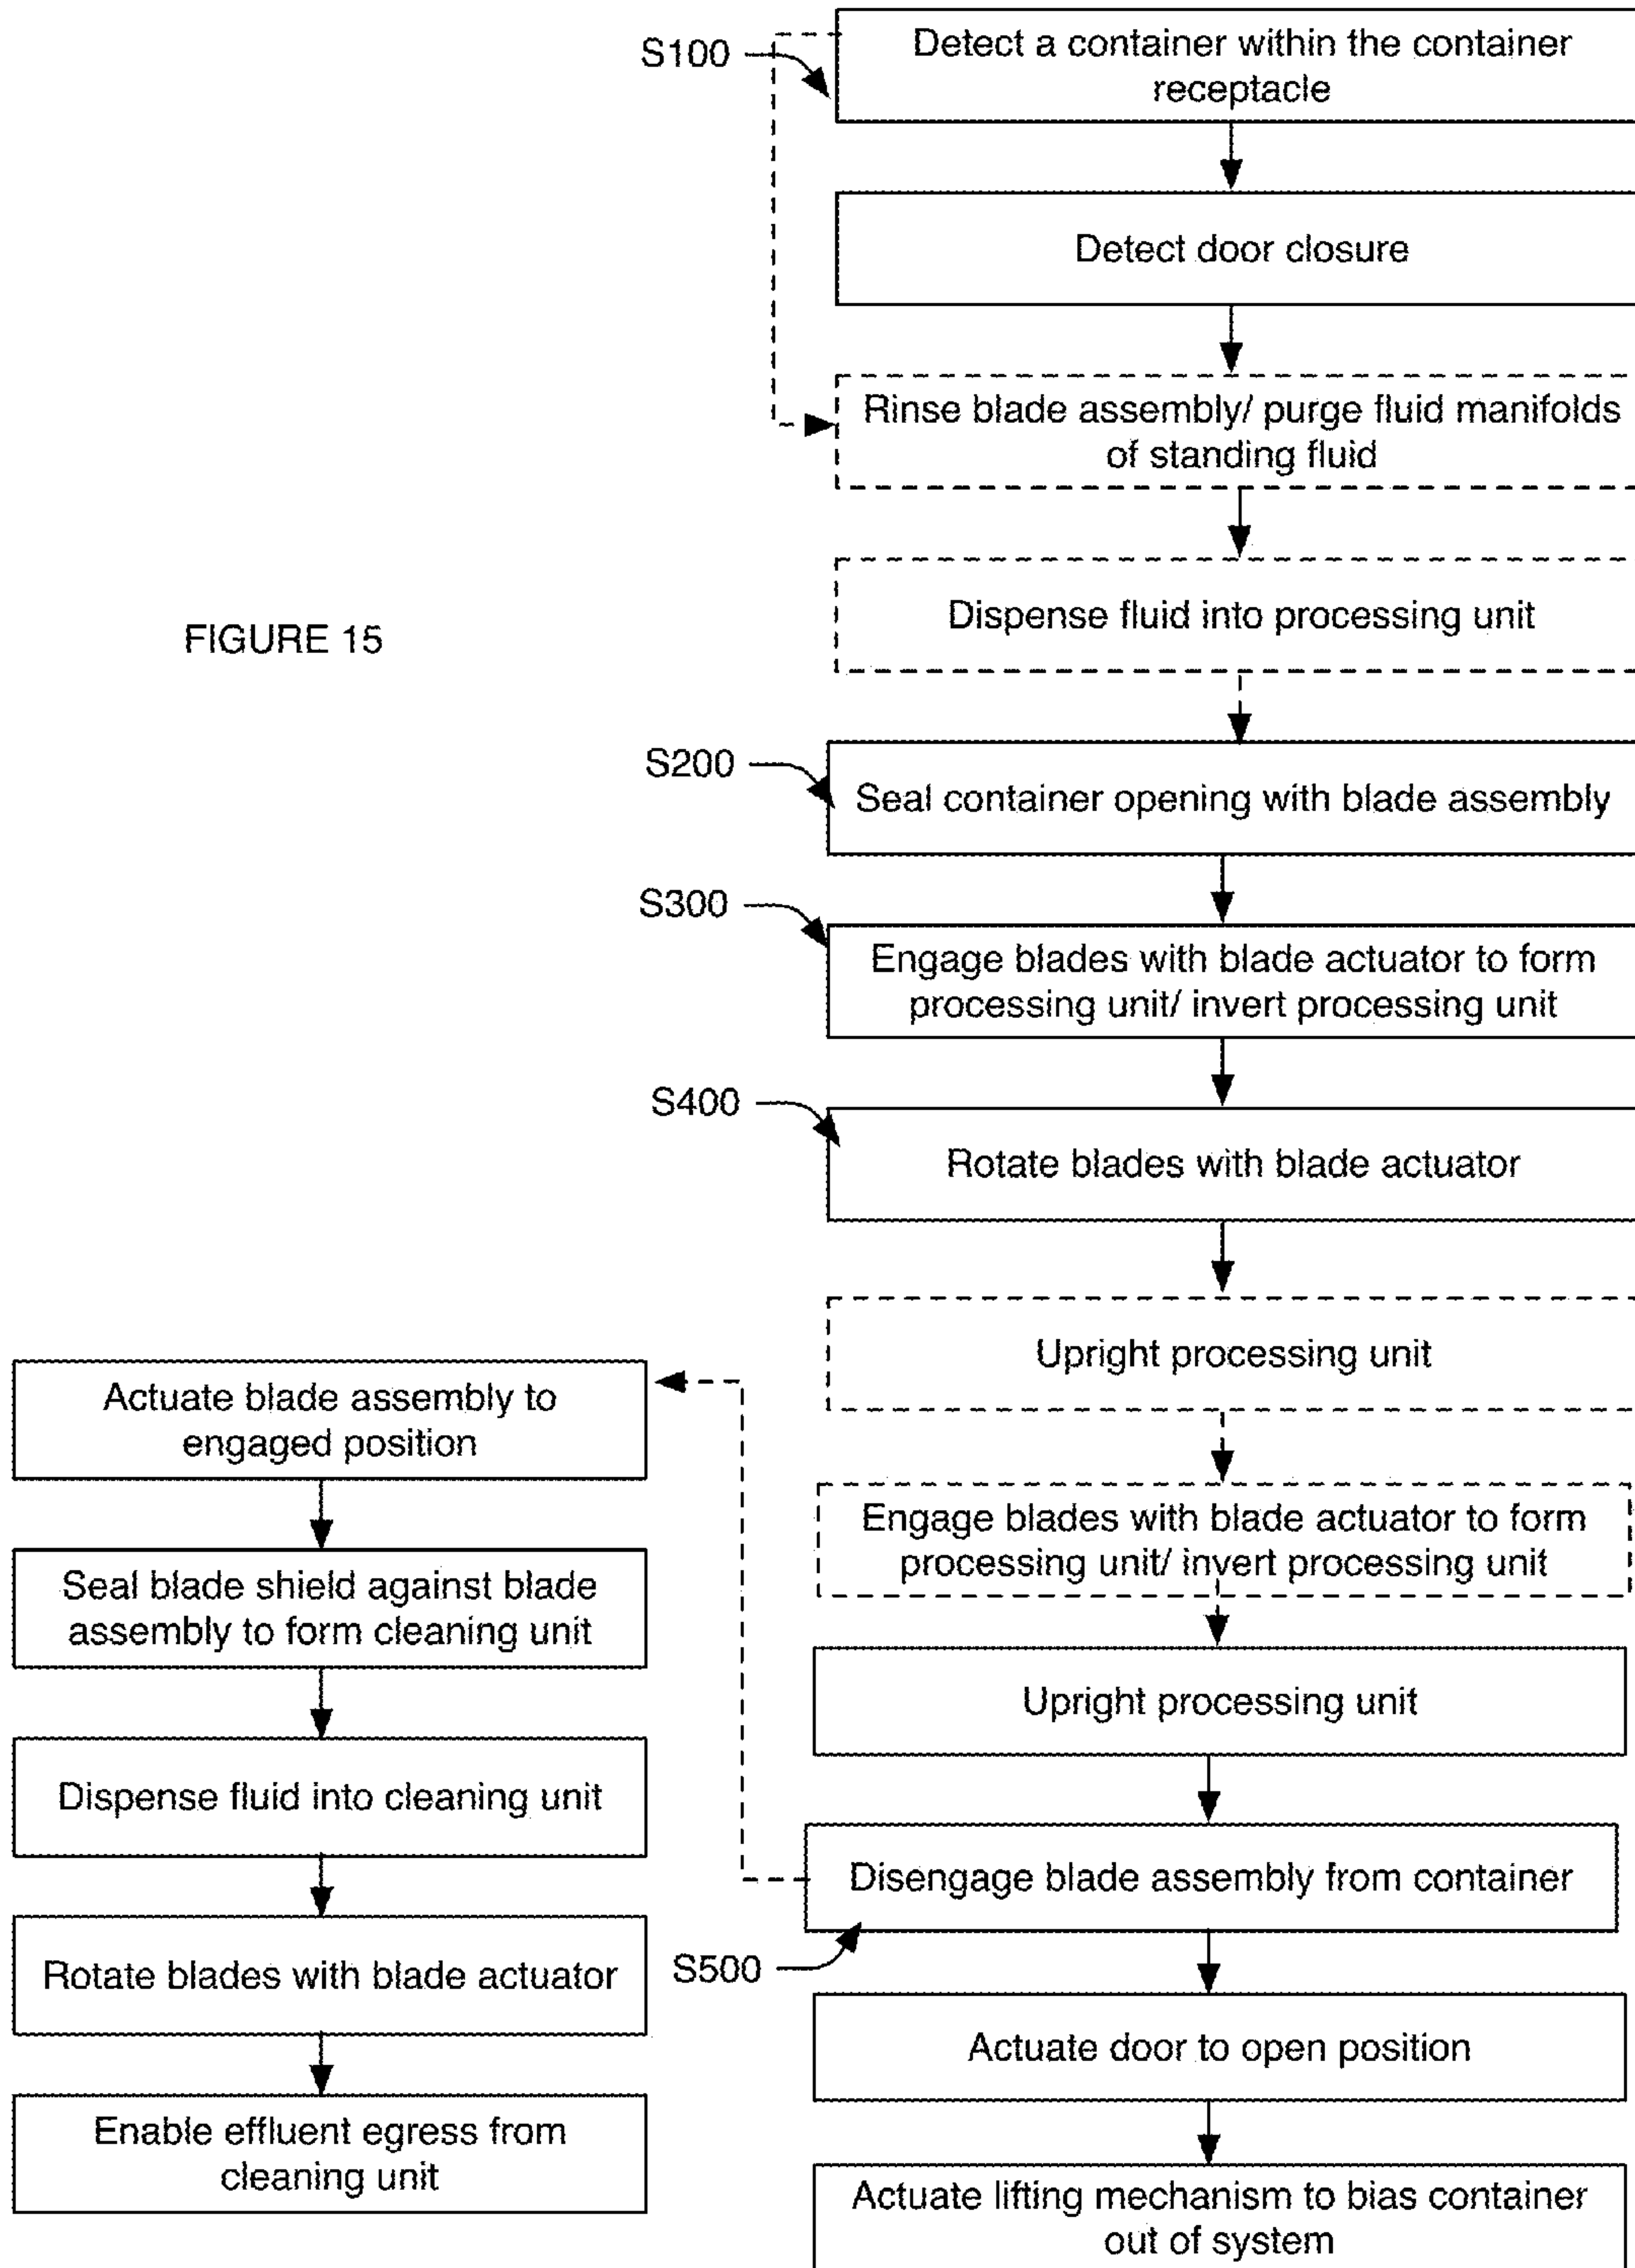 S100
Detect a container within the container
receptacle
Detect door closure
Rinse blade assembly/ purge fluid manifolds
of standing fluid
Dispense fluid into processing unit
FIGURE 15
S200
Seal container opening with blade assembly
S300
Engage blades with blade actuator to form
processing unit/ invert processing unit
S400
Rotate blades with blade actuator
Upright processing unit
Engage blades with blade actuator to form
processing unit/ invert processing unit
Upright processing unit
Disengage blade assembly from container
S500
Actuate door to open position
Actuate lifting mechanism to bias container
out of system
Actuate blade assembly to
engaged position
Seal blade shield against blade
assembly to form cleaning unit
Dispense fluid into cleaning unit
Rotate blades with blade actuator
Enable effluent egress from
cleaning unit